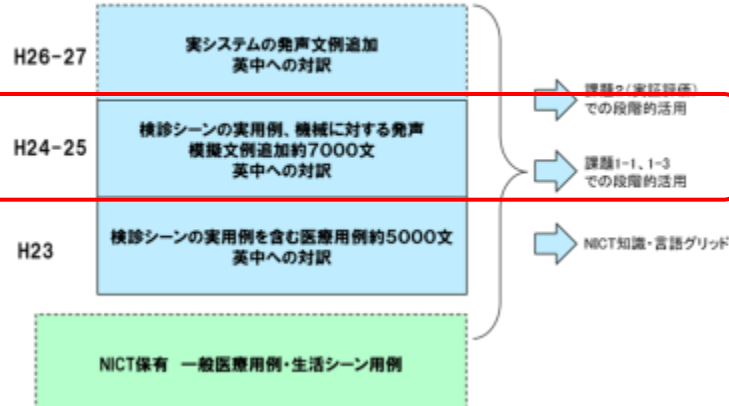 H26-27
実システムの発声文例追加
英中への対訳
課題2(実証評価)
での段階的活用
H24-25
検診シーンの実用例、機械に対する発声
模擬文例追加約7000文
英中への対訳
課題1-1、1-3
での段階的活用
H23
検診シーンの実用例を含む医療用例約5000文
英中への対訳
NICT知識・言語グリッド
NICT保有 一般医療用例・生活シーン用例